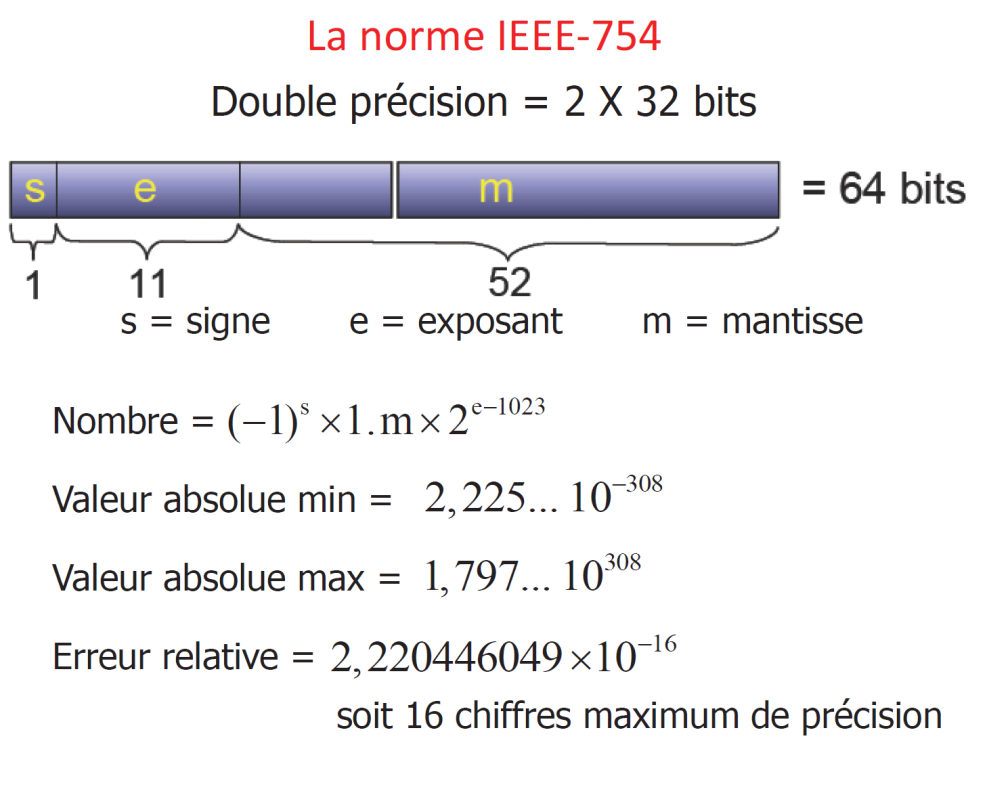 La norme IEEE-754
Double précision = 2 X 32 bits
s e m = 64 bits
1 11 52
s = signe e = exposant m = mantisse
Nombre = (−1)^s ×1.m×2^{e−1023}
Valeur absolue min = 2,225... 10^{−308}
Valeur absolue max = 1,797... 10^{308}
Erreur relative = 2,220446049×10^{−16}
soit 16 chiffres maximum de précision